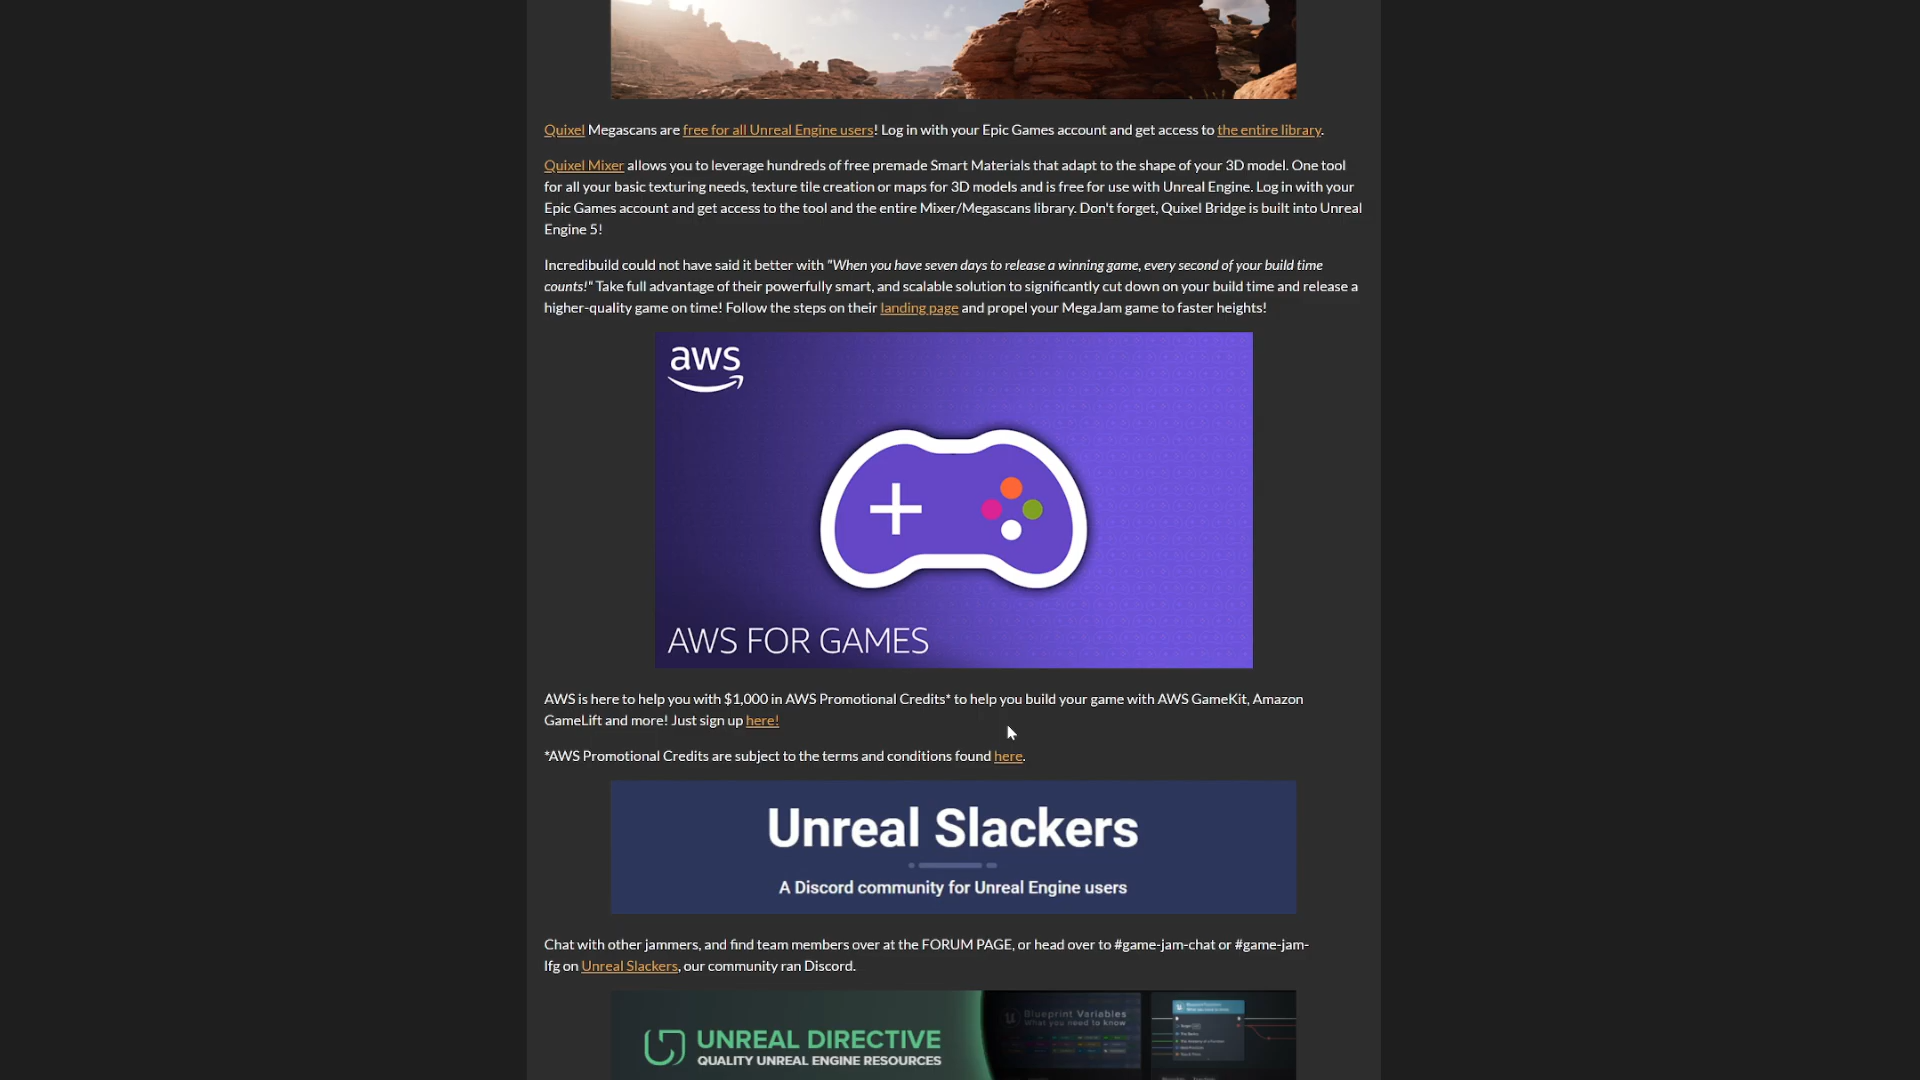 Quixel Megascans are free for all Unreal Engine users! Log in with your Epic Games account and get access to the entire library.
Quixel Mixer allows you to leverage hundreds of free premade Smart Materials that adapt to the shape of your 3D model. One tool
for all your basic texturing needs, texture tile creation or maps for 3D models and is free for use with Unreal Engine. Log in with your
Epic Games account and get access to the tool and the entire Mixer/Megascans library. Don't forget, Quixel Bridge is built into Unreal
Engine 5!
Incredibuild could not have said it better with "When you have seven days to release a winning game, every second of your build time
counts!" Take full advantage of their powerfully smart, and scalable solution to significantly cut down on your build time and release a
higher-quality game on time! Follow the steps on their landing page and propel your MegaJam game to faster heights!
aws
AWS FOR GAMES
AWS is here to help you with $1,000 in AWS Promotional Credits* to help you build your game with AWS GameKit, Amazon
GameLift and more! Just sign up here!
*AWS Promotional Credits are subject to the terms and conditions found here.
Unreal Slackers
A Discord community for Unreal Engine users
Chat with other jammers, and find team members over at the FORUM PAGE, or head over to #game-jam-chat or #game-jam-
lfg on Unreal Slackers, our community ran Discord.
UNREAL DIRECTIVE
QUALITY UNREAL ENGINE RESOURCES
Blueprint Variables
What you need to know